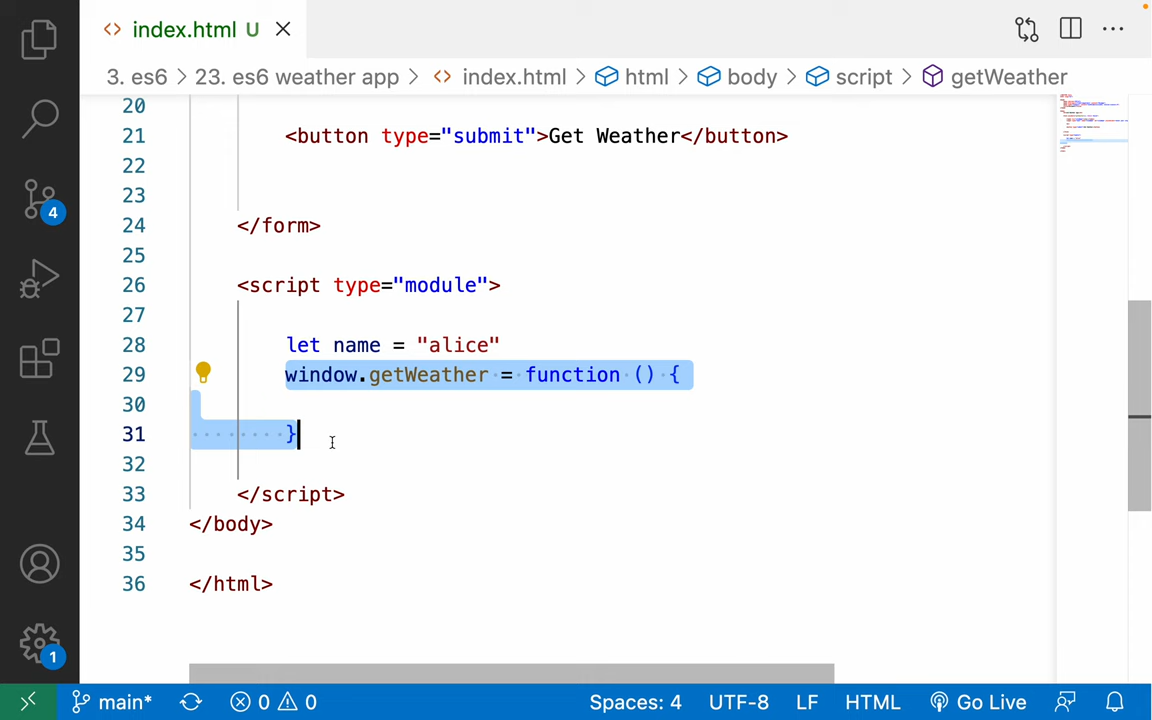 index.html U
3. es6 > 23. es6 weather app > index.html > html > body > script > getWeather
20
21 <button type="submit">Get Weather</button>
22
23
24 </form>
25
26 <script type="module">
27
28 let name = "alice"
29 window.getWeather = function () {
30
31 }
32
33 </script>
34 </body>
35
36 </html>
4
1
main* 0 0 Spaces: 4 UTF-8 LF HTML Go Live